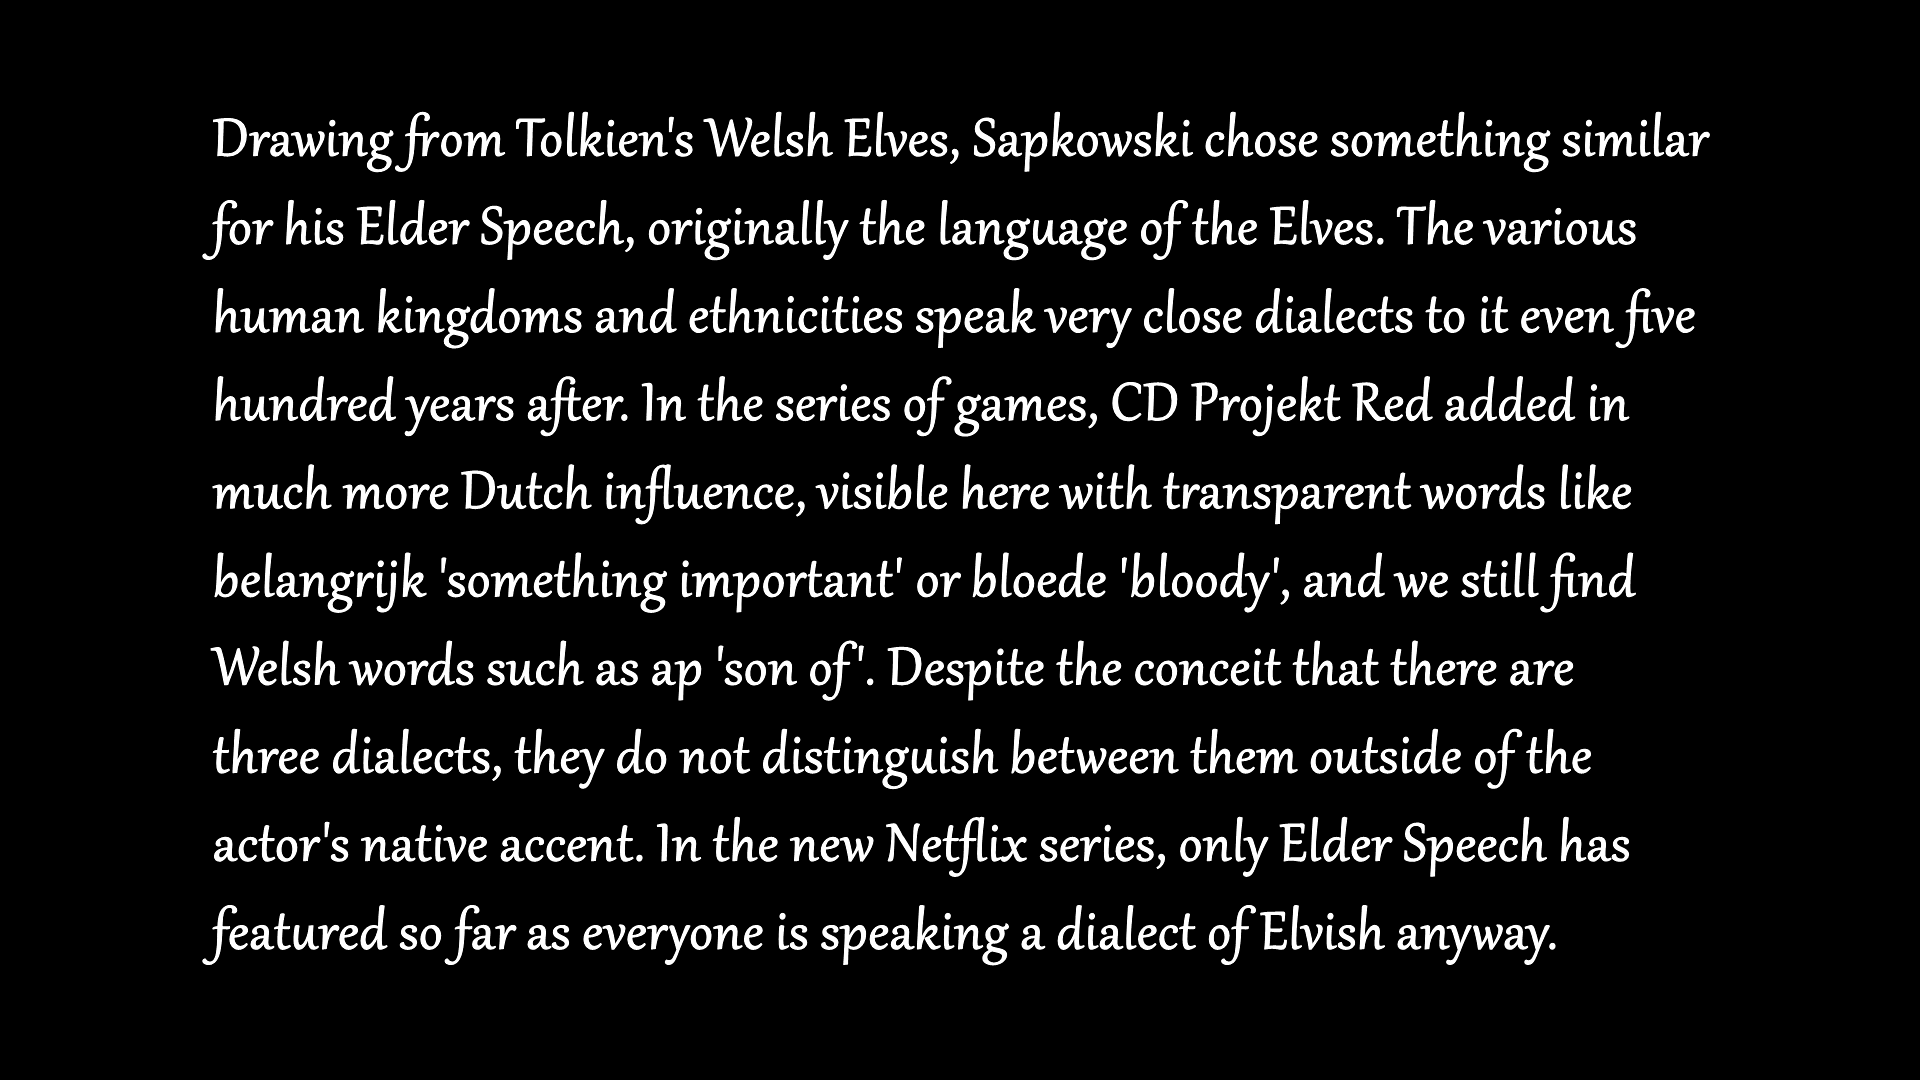 Drawing from Tolkien's Welsh Elves, Sapkowski chose something similar
for his Elder Speech, originally the language of the Elves. The various
human kingdoms and ethnicities speak very close dialects to it even five
hundred years after. In the series of games, CD Projekt Red added in
much more Dutch influence, visible here with transparent words like
belangrijk 'something important' or bloede 'bloody', and we still find
Welsh words such as ap 'son of'. Despite the conceit that there are
three dialects, they do not distinguish between them outside of the
actor's native accent. In the new Netflix series, only Elder Speech has
featured so far as everyone is speaking a dialect of Elvish anyway.